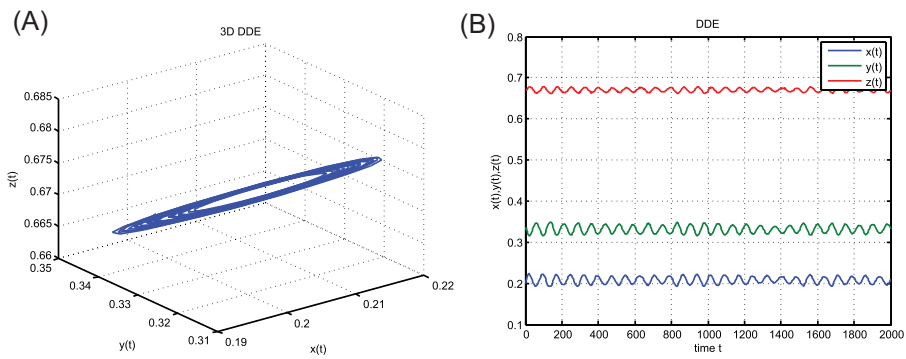 (A)
3D DDE
0.685
0.68
0.675
0.67
0.665
0.66
z(t)
0.35
0.34
0.33
0.32
0.31
y(t)
0.19
0.2
0.21
0.22
x(t)
(B)
DDE
0.8
0.7
0.6
0.5
0.4
0.3
0.2
0.1
x(t),y(t),z(t)
x(t)
y(t)
z(t)
0 200 400 600 800 1000 1200 1400 1600 1800 2000
time t